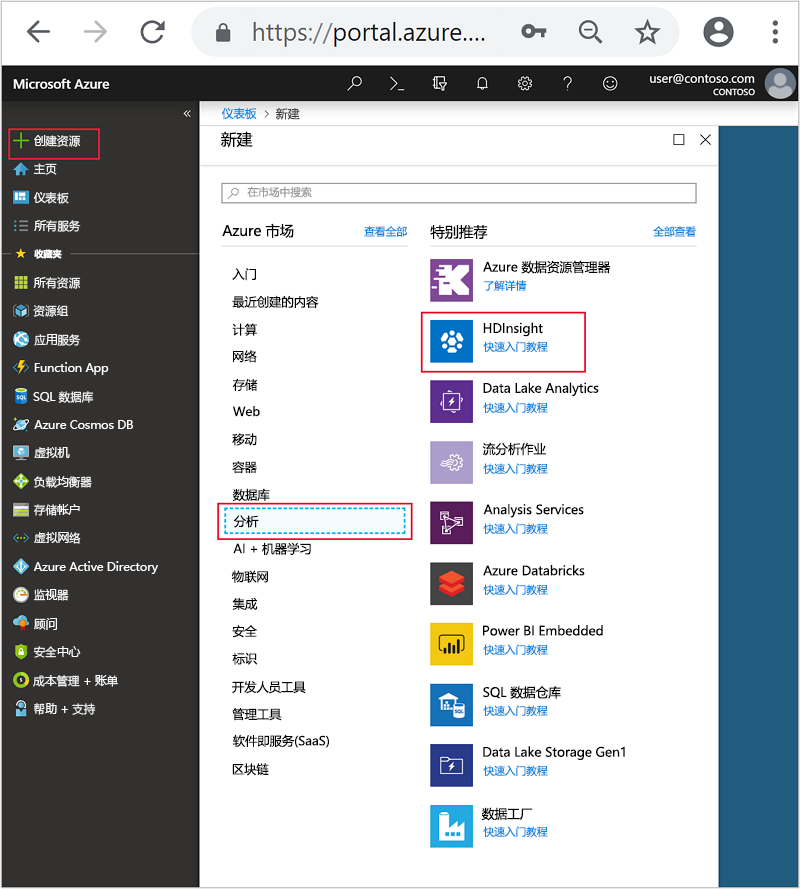 https://portal.azure....
Microsoft Azure
user@contoso.com
CONTOSO
仪表板 > 新建
创建资源
主页
仪表板
所有服务
收藏夹
所有资源
资源组
应用服务
Function App
SQL 数据库
Azure Cosmos DB
虚拟机
负载均衡器
存储帐户
虚拟网络
Azure Active Directory
监视器
顾问
安全中心
成本管理 + 账单
帮助 + 支持
新建
在市场中搜索
Azure 市场
查看全部
入门
最近创建的内容
计算
网络
存储
Web
移动
容器
数据库
分析
AI + 机器学习
物联网
集成
安全
标识
开发人员工具
管理工具
软件即服务(SaaS)
区块链
特别推荐
全部查看
Azure 数据资源管理器
了解详情
HDInsight
快速入门教程
Data Lake Analytics
快速入门教程
流分析作业
快速入门教程
Analysis Services
快速入门教程
Azure Databricks
快速入门教程
Power BI Embedded
快速入门教程
SQL 数据仓库
快速入门教程
Data Lake Storage Gen1
快速入门教程
数据工厂
快速入门教程